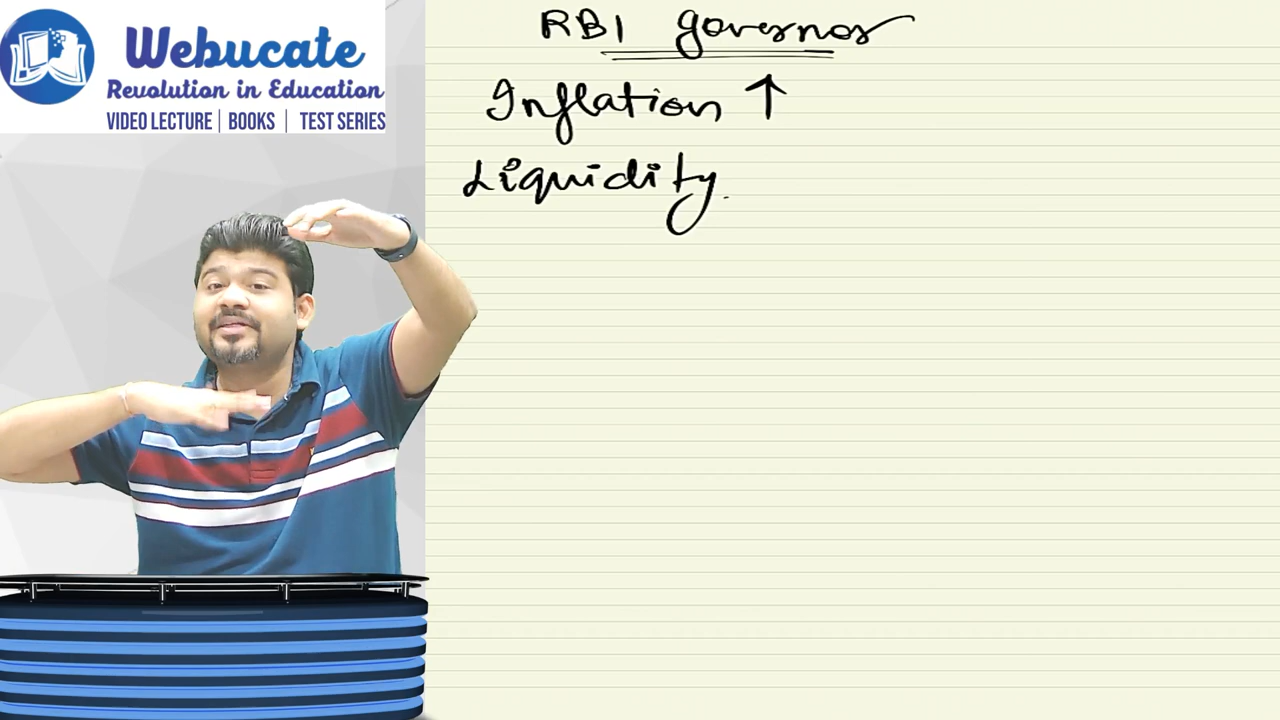 Webucate
Revolution in Education
VIDEO LECTURE | BOOKS | TEST SERIES
RBI governor
Inflation ↑
Liquidity.